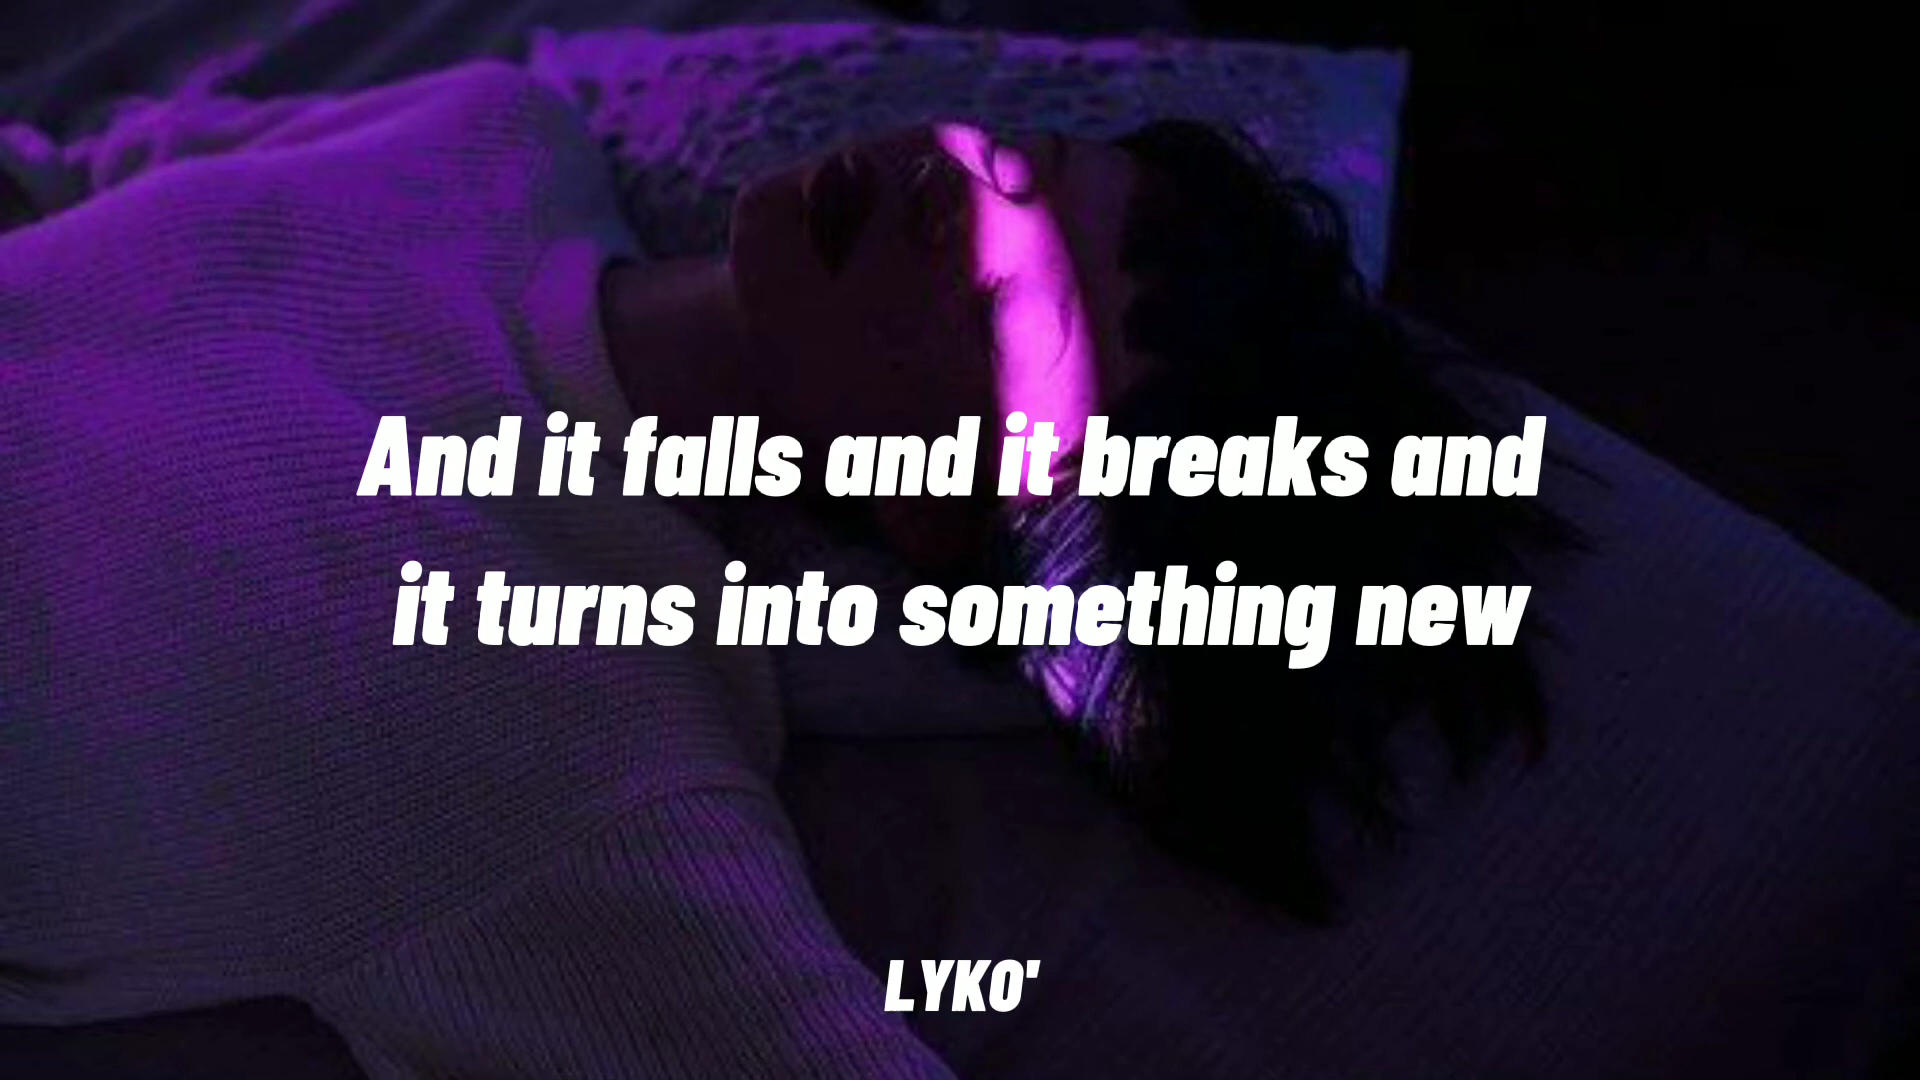 And it falls and it breaks and
it turns into something new
LYKO'